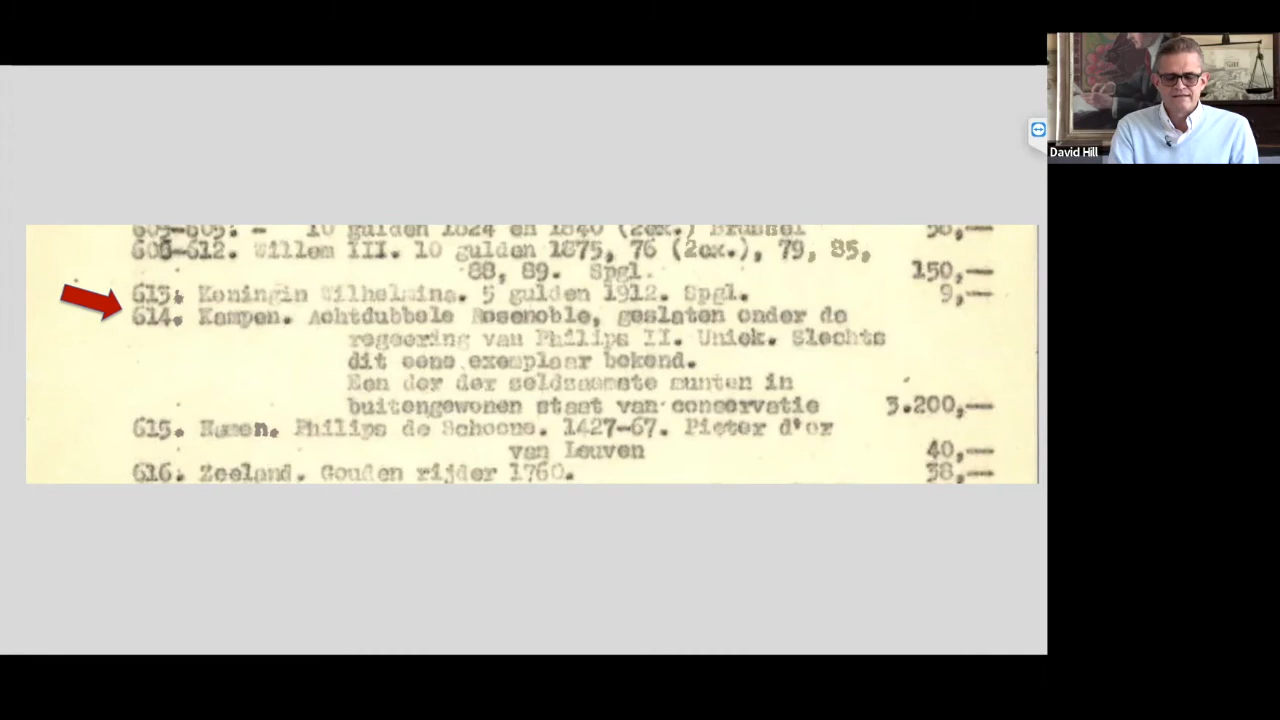 603-605. - 10 gulden 1824 en 1840 (2ex.) Brussel 50,—
606-612. Willem III. 10 gulden 1875, 76 (2ex.), 79, 85,
88, 89. Spgl. 150,—
613. Koningin Wilhelmina. 5 gulden 1912. Spgl. 9,—
614. Kampen. Achtdubbele Rosenoble, geslaten onder de
regeering van Philips II. Uniek. Slechts
dit eene exemplaar bekend.
Een der der seldsaamste munten in
buitengewonen staat van conservatie 3.200,—
615. Philips de Schoone. 1427-67. Pieter d'or
van Leuven 40,—
616. Zeeland. Gouden rijder 1760. 38,—
David Hill